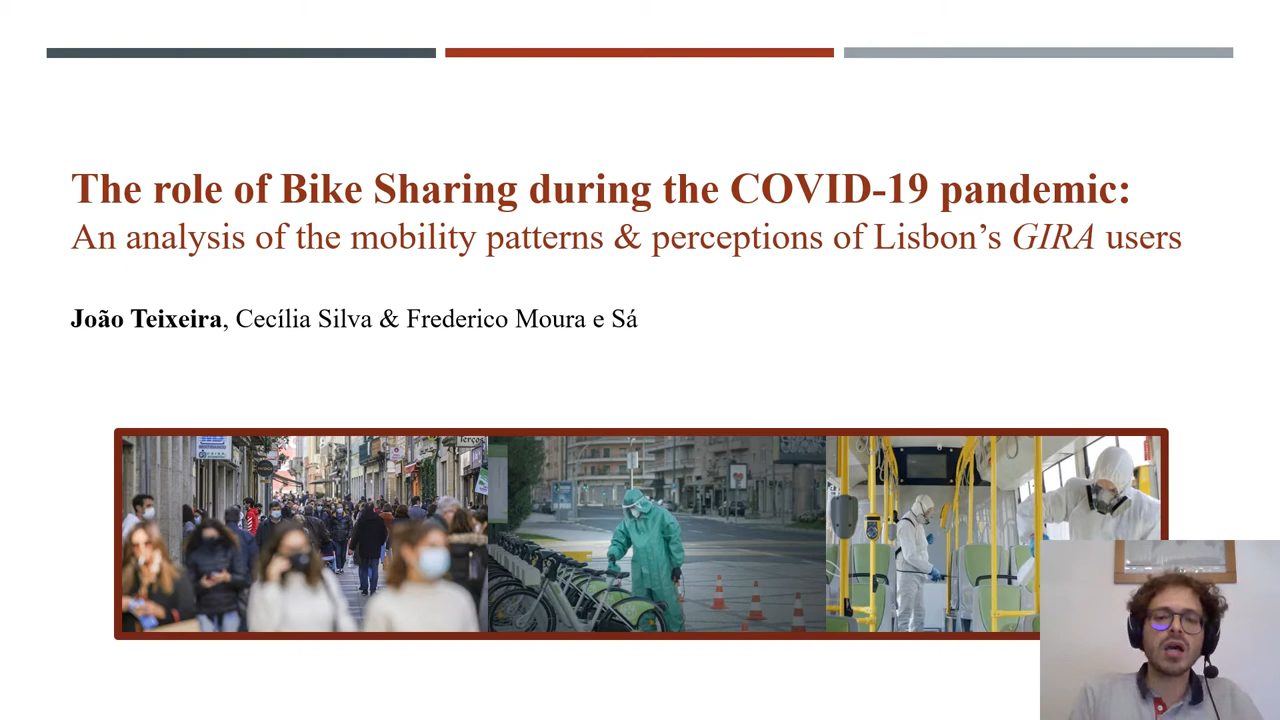 The role of Bike Sharing during the COVID-19 pandemic:
An analysis of the mobility patterns & perceptions of Lisbon’s GIRA users
João Teixeira, Cecília Silva & Frederico Moura e Sá
Terços